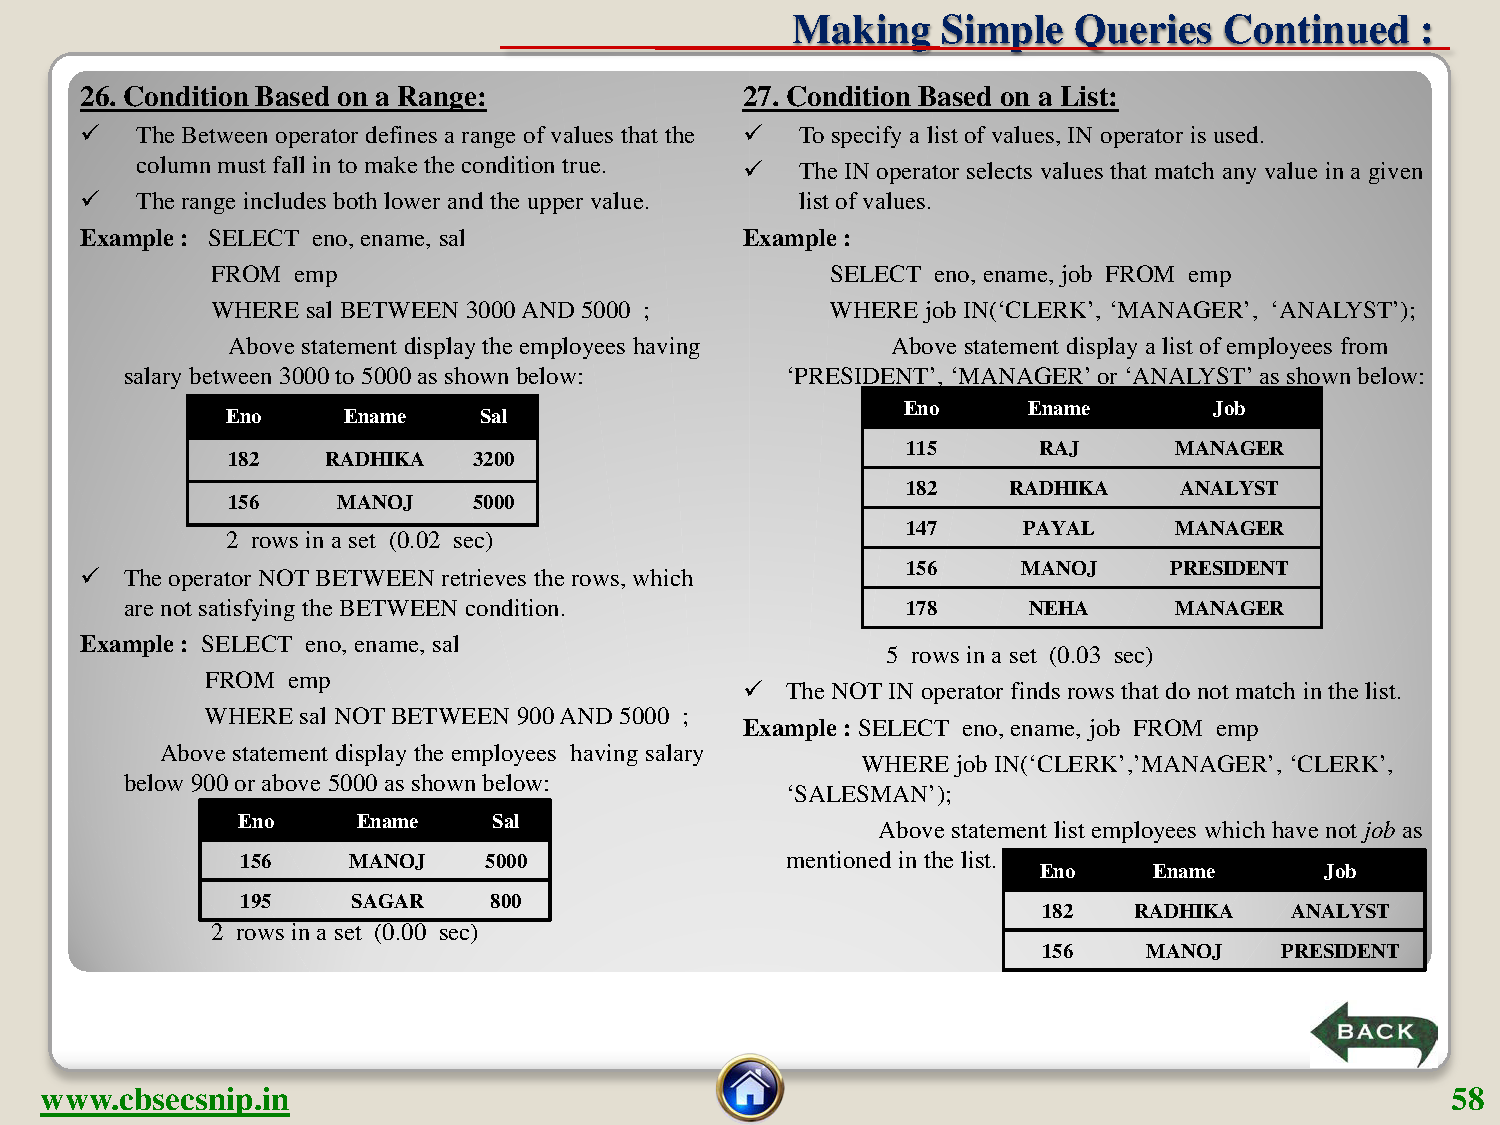 Making Simple Queries Continued :
26. Condition Based on a Range:
✓ The Between operator defines a range of values that the
column must fall in to make the condition true.
✓ The range includes both lower and the upper value.
Example : SELECT eno, ename, sal
FROM emp
WHERE sal BETWEEN 3000 AND 5000 ;
Above statement display the employees having
salary between 3000 to 5000 as shown below:
Eno Ename Sal
182 RADHIKA 3200
156 MANOJ 5000
2 rows in a set (0.02 sec)
✓ The operator NOT BETWEEN retrieves the rows, which
are not satisfying the BETWEEN condition.
Example : SELECT eno, ename, sal
FROM emp
WHERE sal NOT BETWEEN 900 AND 5000 ;
Above statement display the employees having salary
below 900 or above 5000 as shown below:
Eno Ename Sal
156 MANOJ 5000
195 SAGAR 800
2 rows in a set (0.00 sec)
27. Condition Based on a List:
✓ To specify a list of values, IN operator is used.
✓ The IN operator selects values that match any value in a given
list of values.
Example :
SELECT eno, ename, job FROM emp
WHERE job IN(‘CLERK’, ‘MANAGER’, ‘ANALYST’);
Above statement display a list of employees from
‘PRESIDENT’, ‘MANAGER’ or ‘ANALYST’ as shown below:
Eno Ename Job
115 RAJ MANAGER
182 RADHIKA ANALYST
147 PAYAL MANAGER
156 MANOJ PRESIDENT
178 NEHA MANAGER
5 rows in a set (0.03 sec)
✓ The NOT IN operator finds rows that do not match in the list.
Example : SELECT eno, ename, job FROM emp
WHERE job IN(‘CLERK’,’MANAGER’, ‘CLERK’,
‘SALESMAN’);
Above statement list employees which have not job as
mentioned in the list.
Eno Ename Job
182 RADHIKA ANALYST
156 MANOJ PRESIDENT
BACK
www.cbsecsnip.in
58